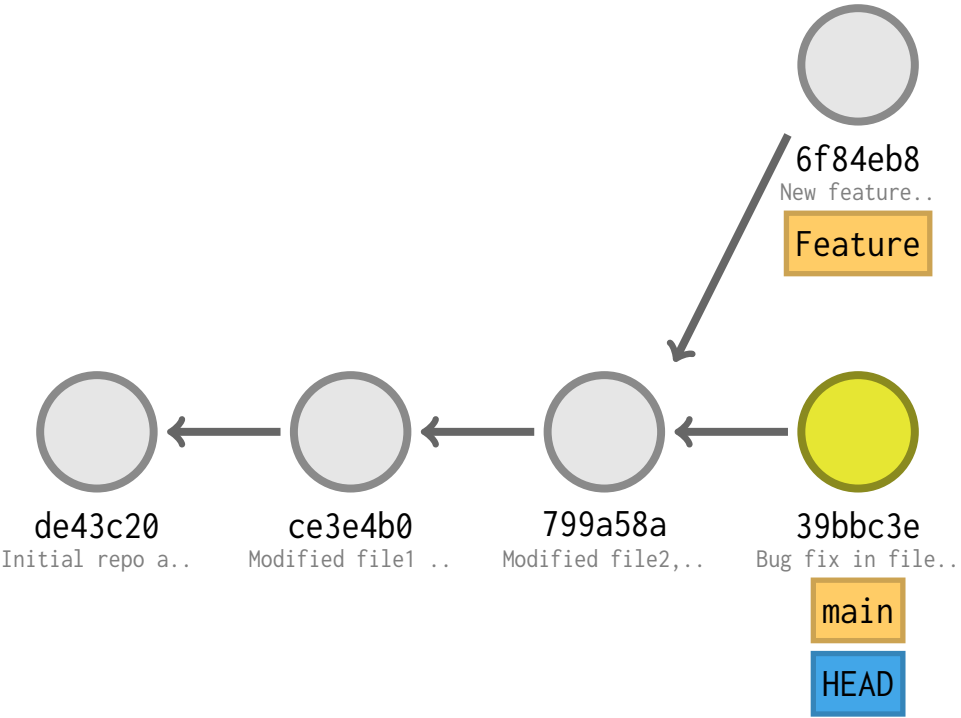 6f84eb8
New feature..
Feature
de43c20
Initial repo a..
ce3e4b0
Modified file1 ..
799a58a
Modified file2,..
39bbc3e
Bug fix in file..
main
HEAD